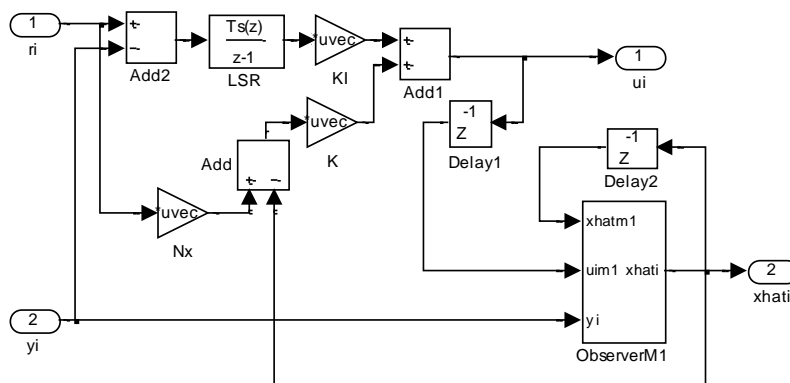 1
ri
+
−
Add2
Ts(z)
z-1
LSR
*uvec
KI
+
+
Add1
1
ui
-1
Z
Delay1
*uvec
K
Add
+ −
*uvec
Nx
-1
Z
Delay2
xhatm1
uim1 xhati
yi
ObserverM1
2
xhati
2
yi